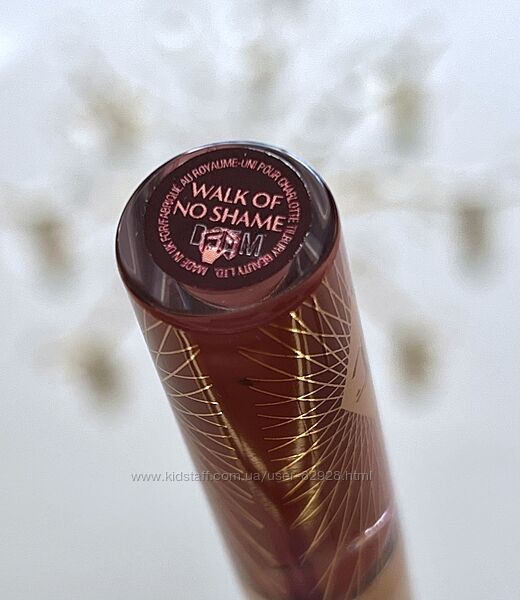 MADE IN UK FOR/FABRIQUÉ AU ROYAUME-UNI POUR CHARLOTTE TILBURY BEAUTY LTD.
WALK OF
NO SHAME
www.kidstaff.com.ua/user-82928.html